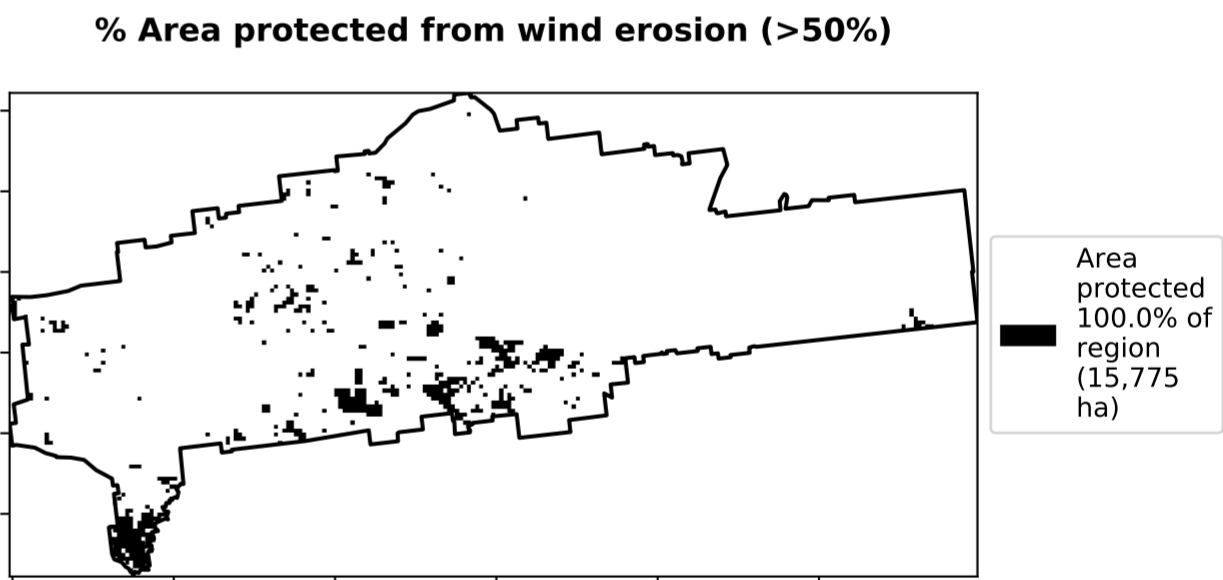 % Area protected from wind erosion (>50%)
Area
protected
100.0% of
region
(15,775
ha)